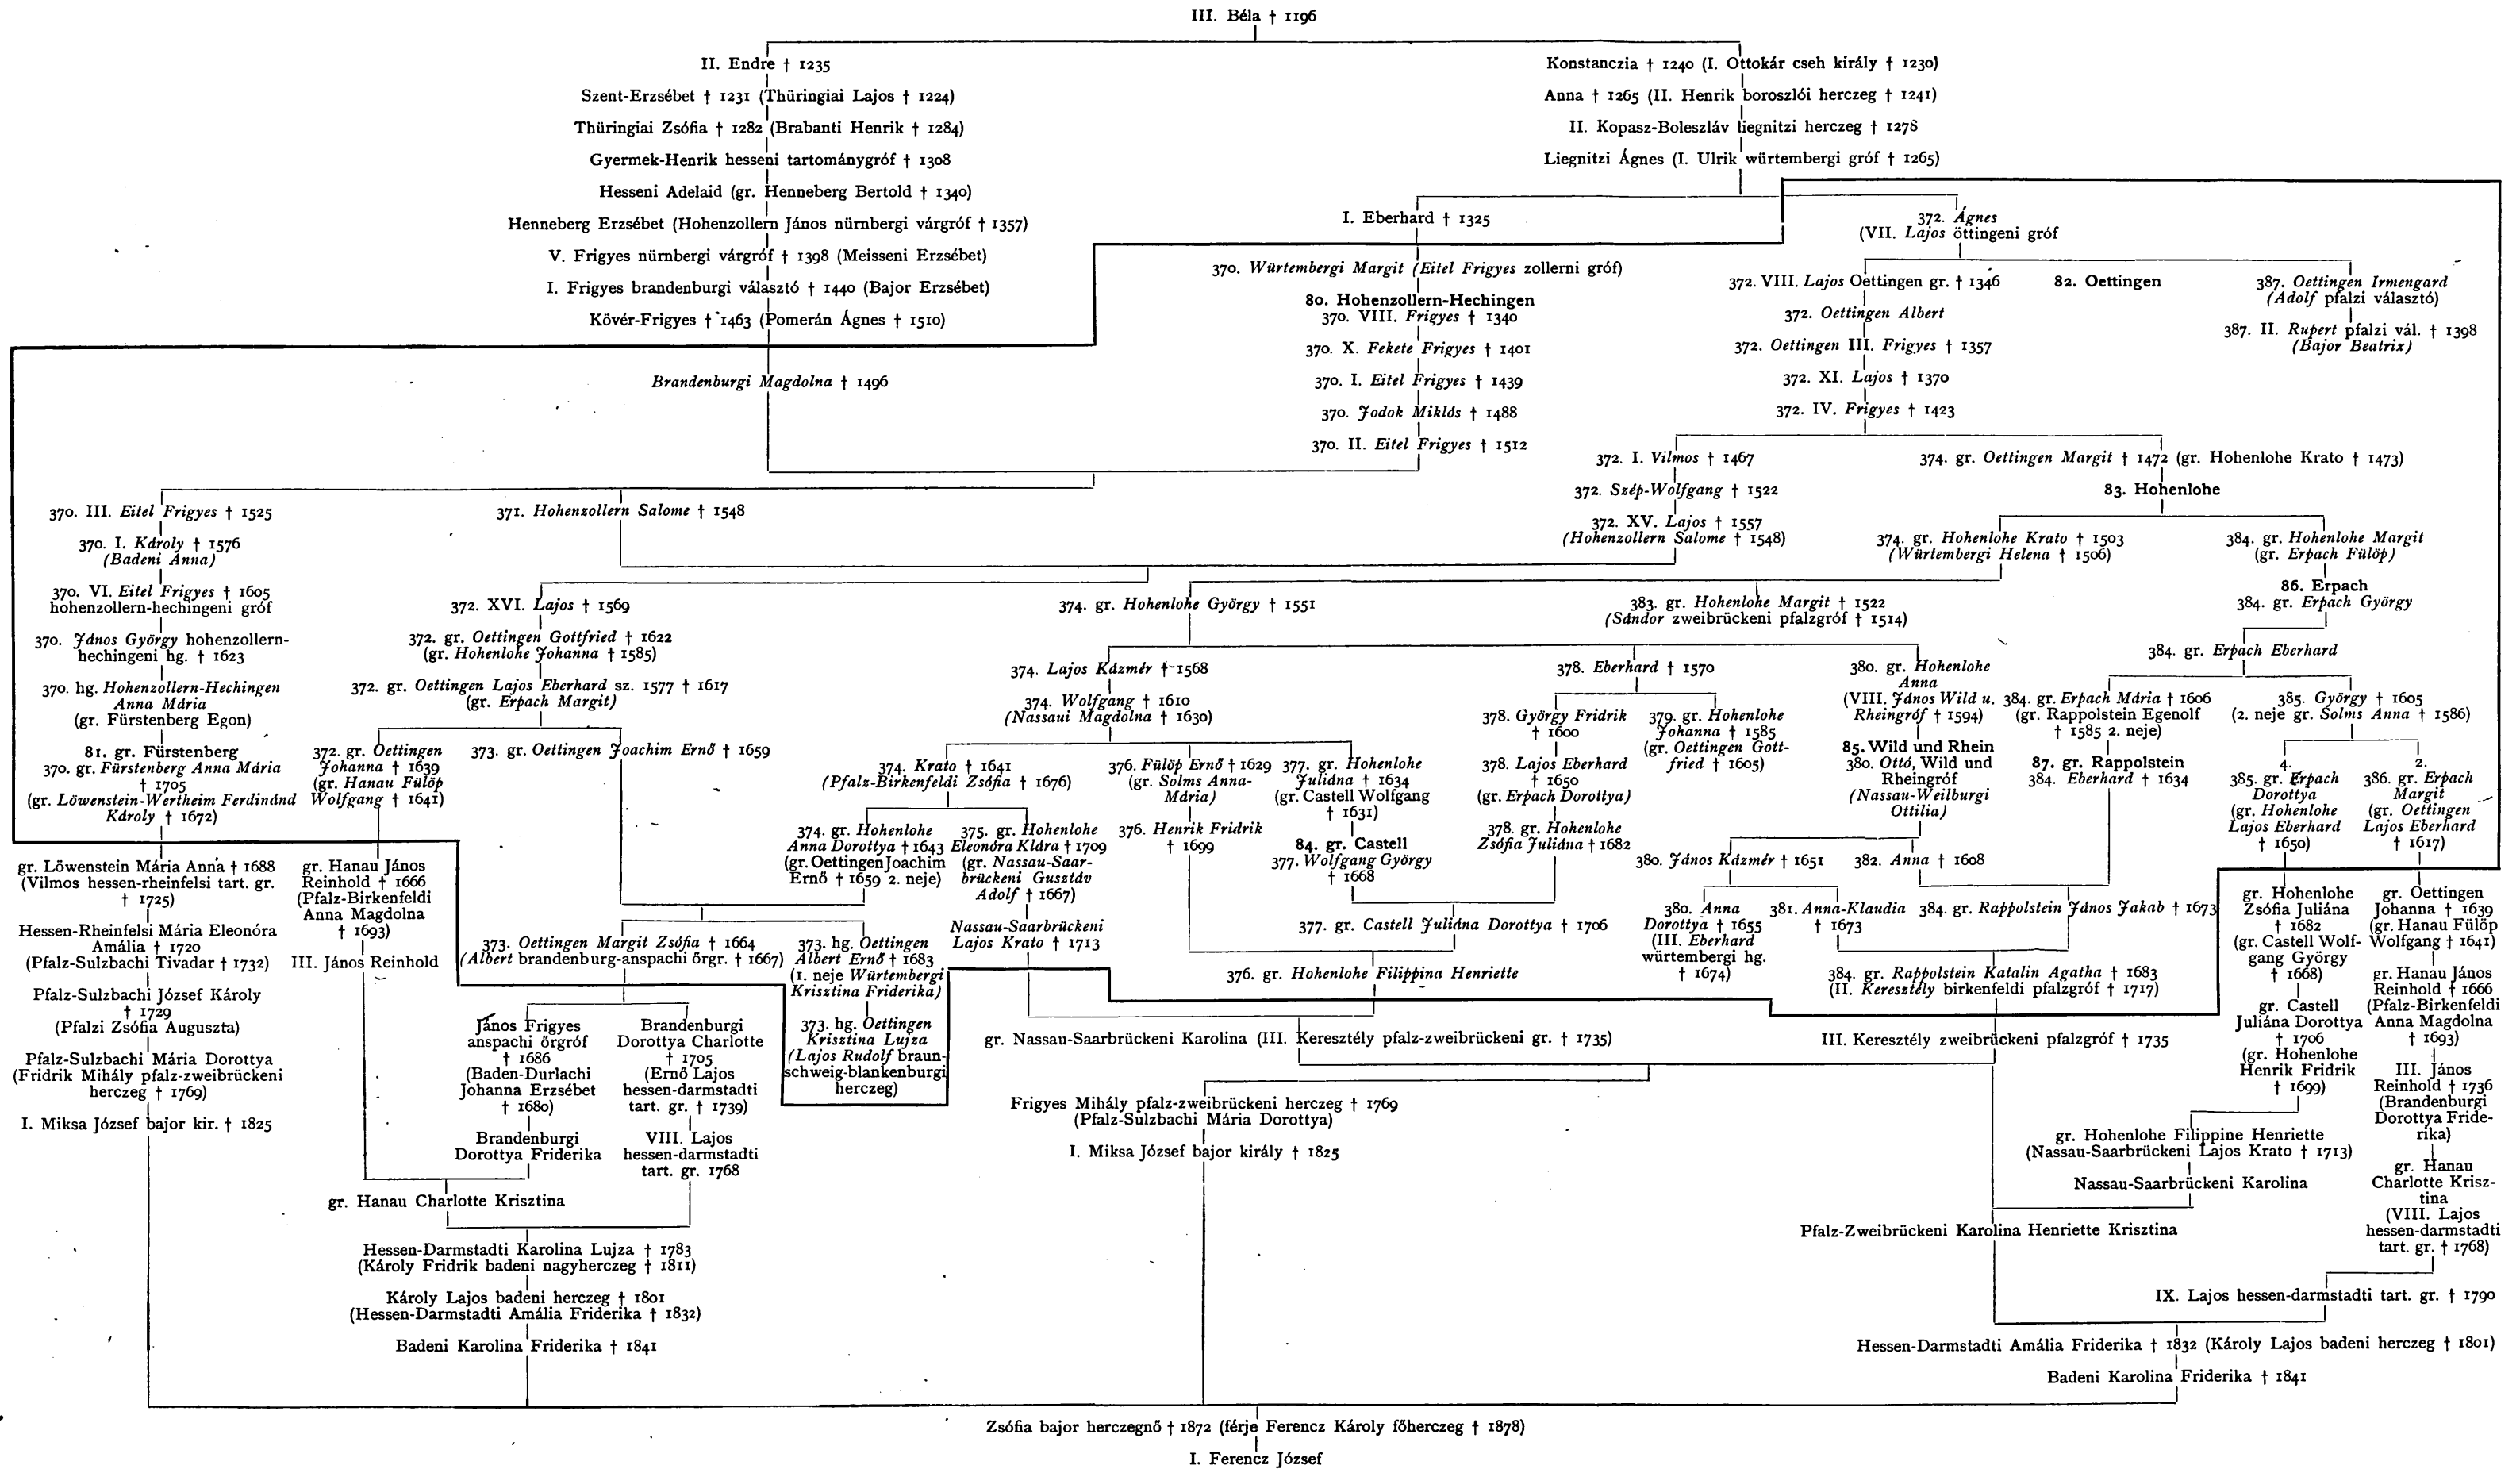 III. Béla † 1196
II. Endre † 1235
Szent-Erzsébet † 1231 (Thüringiai Lajos † 1224)
Thüringiai Zsófia † 1282 (Brabanti Henrik † 1284)
Gyermek-Henrik hesseni tartománygróf † 1308
Hesseni Adelaid (gr. Henneberg Bertold † 1340)
Henneberg Erzsébet (Hohenzollern János nürnbergi várgróf † 1357)
V. Frigyes nürnbergi várgróf † 1398 (Meisseni Erzsébet)
I. Frigyes brandenburgi választó † 1440 (Bajor Erzsébet)
Kövér-Frigyes † 1463 (Pomerán Ágnes † 1510)
Brandenburgi Magdolna † 1496
Konstanczia † 1240 (I. Ottokár cseh király † 1230)
Anna † 1265 (II. Henrik boroszlói herczeg † 1241)
II. Kopasz-Boleszláv liegnitzi herczeg † 1278
Liegnitzi Ágnes (I. Ulrik würtembergi gróf † 1265)
I. Eberhard † 1325
370. Würtembergi Margit (Eitel Frigyes zollerni gróf)
80. Hohenzollern-Hechingen
370. VIII. Frigyes † 1340
370. X. Fekete Frigyes † 1401
370. I. Eitel Frigyes † 1439
370. Jodok Miklós † 1488
370. II. Eitel Frigyes † 1512
372. Ágnes
(VII. Lajos öttingeni gróf
372. VIII. Lajos Oettingen gr. † 1346
82. Oettingen
372. Oettingen Albert
372. Oettingen III. Frigyes † 1357
372. XI. Lajos † 1370
372. IV. Frigyes † 1423
387. Oettingen Irmengard
(Adolf pfalzi választó)
387. II. Rupert pfalzi vál. † 1398
(Bajor Beatrix)
372. I. Vilmos † 1467
372. Szép-Wolfgang † 1522
372. XV. Lajos † 1557
(Hohenzollern Salome † 1548)
374. gr. Oettingen Margit † 1472 (gr. Hohenlohe Krato † 1473)
83. Hohenlohe
374. gr. Hohenlohe Krato † 1503
(Würtembergi Helena † 1506)
384. gr. Hohenlohe Margit
(gr. Erpach Fülöp)
86. Erpach
384. gr. Erpach György
384. gr. Erpach Eberhard
370. III. Eitel Frigyes † 1525
370. I. Károly † 1576
(Badeni Anna)
370. VI. Eitel Frigyes † 1605
hohenzollern-hechingeni gróf
370. János György hohenzollern-
hechingeni hg. † 1623
370. hg. Hohenzollern-Hechingen
Anna Mária
(gr. Fürstenberg Egon)
81. gr. Fürstenberg
370. gr. Fürstenberg Anna Mária
† 1705
(gr. Löwenstein-Wertheim Ferdinánd
Károly † 1672)
371. Hohenzollern Salome † 1548
372. XVI. Lajos † 1569
372. gr. Oettingen Gottfried † 1622
(gr. Hohenlohe Johanna † 1585)
372. gr. Oettingen Lajos Eberhard sz. 1577 † 1617
(gr. Erpach Margit)
372. gr. Oettingen
Johanna † 1639
(gr. Hanau Fülöp
Wolfgang † 1641)
373. gr. Oettingen Joachim Ernő † 1659
374. gr. Hohenlohe György † 1551
383. gr. Hohenlohe Margit † 1522
(Sándor zweibrückeni pfalzgróf † 1514)
374. Lajos Kázmér † 1568
374. Wolfgang † 1610
(Nassaui Magdolna † 1630)
374. Krato † 1641
(Pfalz-Birkenfeldi Zsófia † 1676)
376. Fülöp Ernő † 1629
(gr. Solms Anna-
Mária)
377. gr. Hohenlohe
Juliána † 1634
(gr. Castell Wolfgang
† 1631)
84. gr. Castell
377. Wolfgang György
† 1668
374. gr. Hohenlohe
Anna Dorottya † 1643
(gr. Oettingen Joachim
Ernő † 1659 2. neje)
375. gr. Hohenlohe
Eleonóra Klára † 1709
(gr. Nassau-Saar-
brückeni Gusztáv
Adolf † 1667)
Nassau-Saarbrückeni
Lajos Krato † 1713
376. Henrik Fridrik
† 1699
378. Eberhard † 1570
378. György Fridrik
† 1600
378. Lajos Eberhard
† 1650
(gr. Erpach Dorottya)
378. gr. Hohenlohe
Zsófia Juliána † 1682
379. gr. Hohenlohe
Johanna † 1585
(gr. Oettingen Gott-
fried † 1605)
380. gr. Hohenlohe
Anna
(VIII. János Wild u.
Rheingróf † 1594)
85. Wild und Rhein
380. Ottó, Wild und
Rheingróf
(Nassau-Weilburgi
Ottilia)
380. János Kázmér † 1651
382. Anna † 1608
384. gr. Erpach Mária † 1606
(gr. Rappolstein Egenolf
† 1585 2. neje)
87. gr. Rappolstein
384. Eberhard † 1634
385. György † 1605
(2. neje gr. Solms Anna † 1586)
4.
385. gr. Erpach
Dorottya
(gr. Hohenlohe
Lajos Eberhard
† 1650)
2.
386. gr. Erpach
Margit
(gr. Oettingen
Lajos Eberhard
† 1617)
gr. Löwenstein Mária Anna † 1688
(Vilmos hessen-rheinfelsi tart. gr.
† 1725)
Hessen-Rheinfelsi Mária Eleonóra
Amália † 1720
(Pfalz-Sulzbachi Tivadar † 1732)
Pfalz-Sulzbachi József Károly
† 1729
(Pfalzi Zsófia Auguszta)
Pfalz-Sulzbachi Mária Dorottya
(Fridrik Mihály pfalz-zweibrückeni
herczeg † 1769)
I. Miksa József bajor kir. † 1825
gr. Hanau János
Reinhold † 1666
(Pfalz-Birkenfeldi
Anna Magdolna
† 1693)
III. János Reinhold
373. Oettingen Margit Zsófia † 1664
(Albert brandenburg-anspachi őrgr. † 1667)
373. hg. Oettingen
Albert Ernő † 1683
(1. neje Würtembergi
Krisztina Friderika)
373. hg. Oettingen
Krisztina Lujza
(Lajos Rudolf braun-
schweig-blankenburgi
herczeg)
János Frigyes
anspachi őrgróf
† 1686
(Baden-Durlachi
Johanna Erzsébet
† 1680)
Brandenburgi
Dorottya Friderika
Brandenburgi
Dorottya Charlotte
† 1705
(Ernő Lajos
hessen-darmstadti
tart. gr. † 1739)
VIII. Lajos
hessen-darmstadti
tart. gr. 1768
gr. Hanau Charlotte Krisztina
Hessen-Darmstadti Karolina Lujza † 1783
(Károly Fridrik badeni nagyherczeg † 1811)
Károly Lajos badeni herczeg † 1801
(Hessen-Darmstadti Amália Friderika † 1832)
Badeni Karolina Friderika † 1841
377. gr. Castell Juliána Dorottya † 1706
376. gr. Hohenlohe Filippina Henriette
380. Anna
Dorottya † 1655
(III. Eberhard
würtembergi hg.
† 1674)
381. Anna-Klaudia
† 1673
384. gr. Rappolstein János Jakab † 1673
384. gr. Rappolstein Katalin Agatha † 1683
(II. Keresztély birkenfeldi pfalzgróf † 1717)
gr. Nassau-Saarbrückeni Karolina (III. Keresztély pfalz-zweibrückeni gr. † 1735)
III. Keresztély zweibrückeni pfalzgróf † 1735
Frigyes Mihály pfalz-zweibrückeni herczeg † 1769
(Pfalz-Sulzbachi Mária Dorottya)
I. Miksa József bajor király † 1825
gr. Hohenlohe
Zsófia Juliána
† 1682
(gr. Castell Wolf-
gang György
† 1668)
gr. Castell
Juliána Dorottya
† 1706
(gr. Hohenlohe
Henrik Fridrik
† 1699)
gr. Hohenlohe Filippine Henriette
(Nassau-Saarbrückeni Lajos Krato † 1713)
Nassau-Saarbrückeni Karolina
Pfalz-Zweibrückeni Karolina Henriette Krisztina
gr. Oettingen
Johanna † 1639
(gr. Hanau Fülöp
Wolfgang † 1641)
gr. Hanau János
Reinhold † 1666
(Pfalz-Birkenfeldi
Anna Magdolna
† 1693)
III. János
Reinhold † 1736
(Brandenburgi
Dorottya Fride-
rika)
gr. Hanau
Charlotte Krisz-
tina
(VIII. Lajos
hessen-darmstadti
tart. gr. † 1768)
IX. Lajos hessen-darmstadti tart. gr. † 1790
Hessen-Darmstadti Amália Friderika † 1832 (Károly Lajos badeni herczeg † 1801)
Badeni Karolina Friderika † 1841
Zsófia bajor herczegnő † 1872 (férje Ferencz Károly főherczeg † 1878)
I. Ferencz József